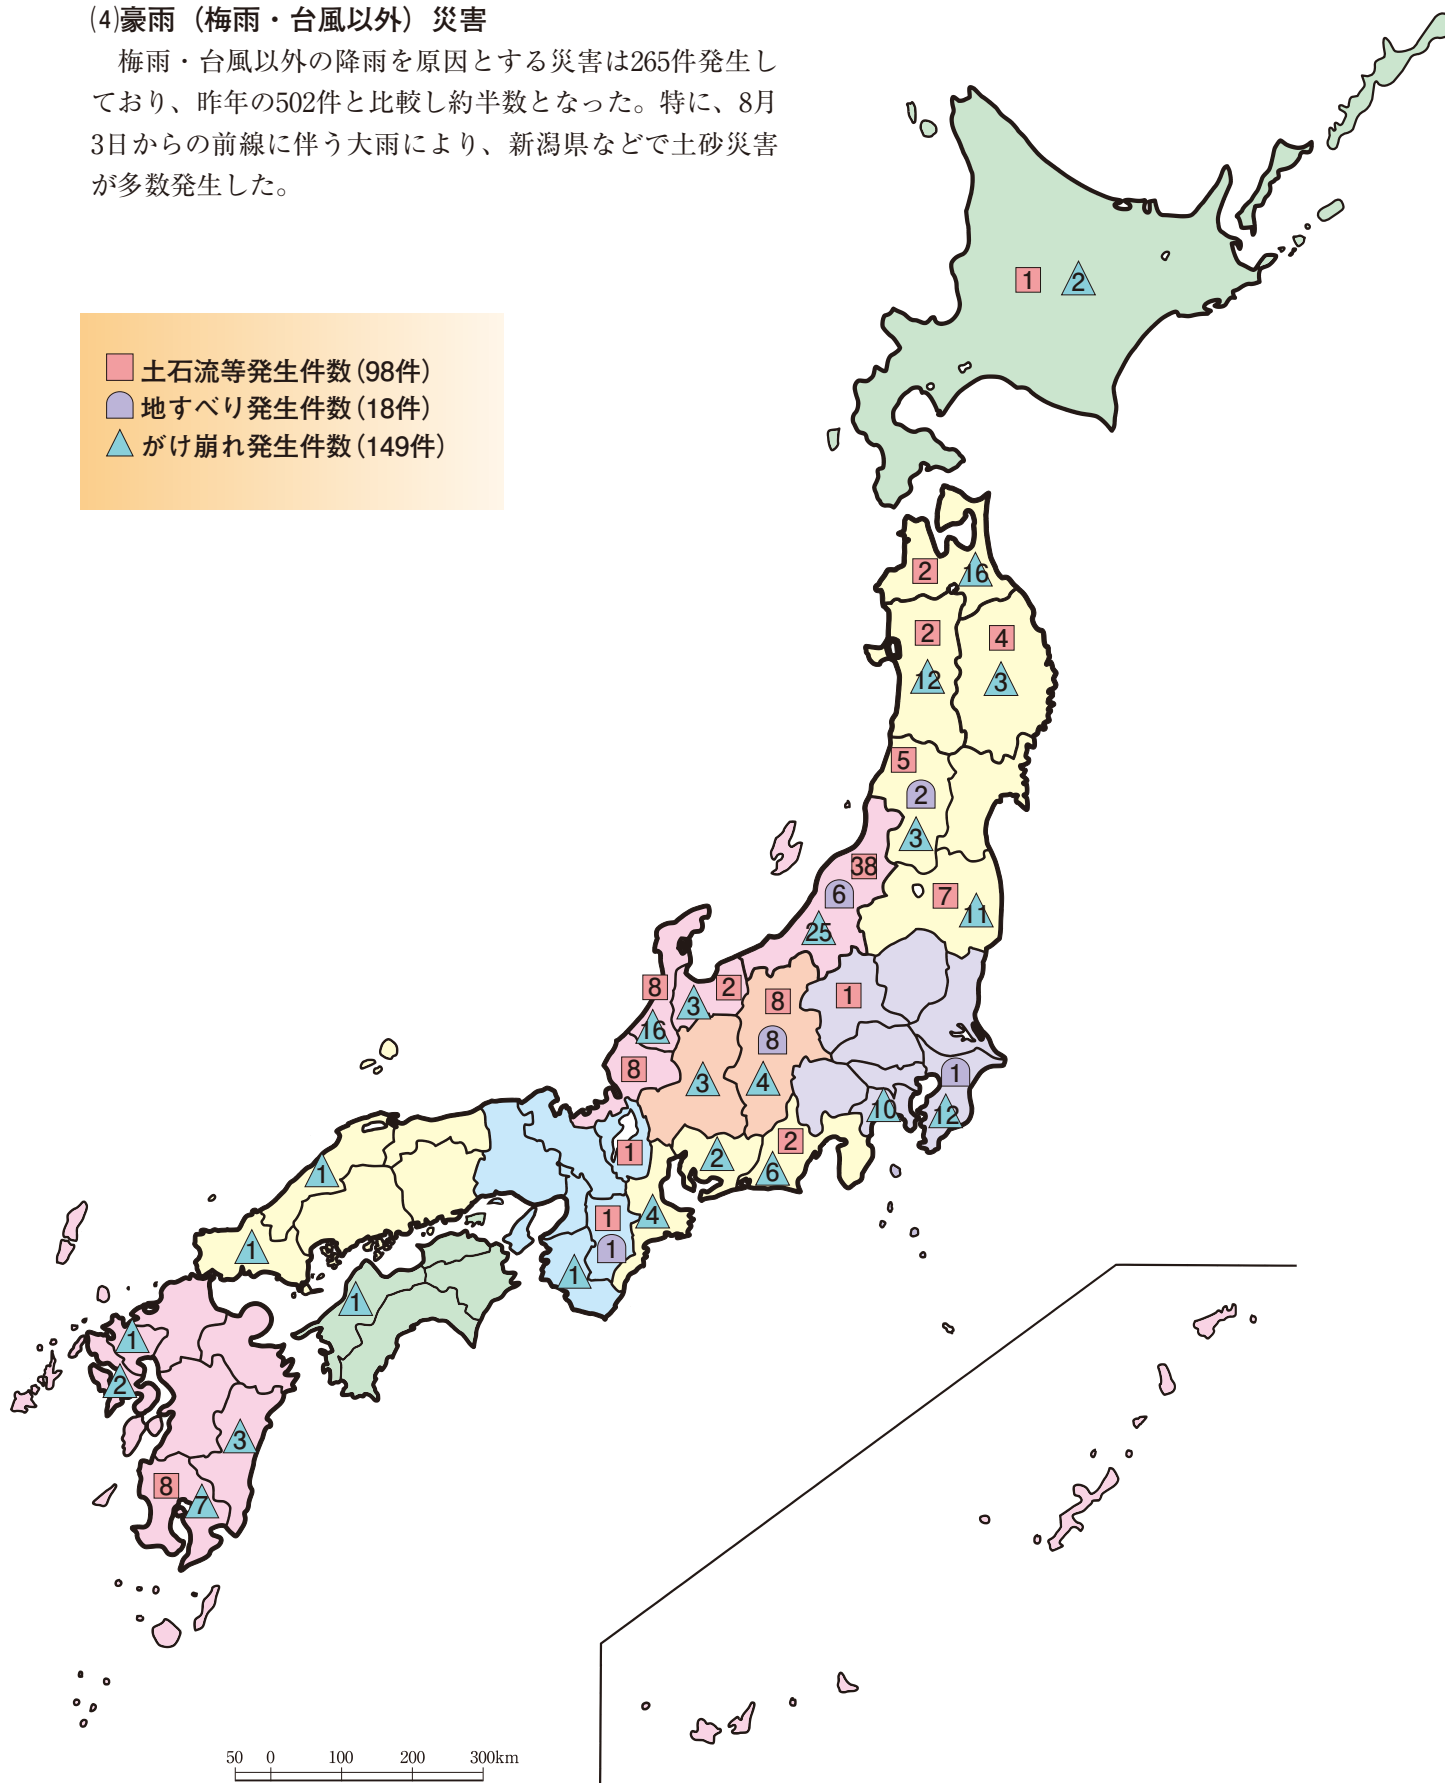 (4)豪雨（梅雨・台風以外）災害
　梅雨・台風以外の降雨を原因とする災害は265件発生し
ており、昨年の502件と比較し約半数となった。特に、8月
3日からの前線に伴う大雨により、新潟県などで土砂災害
が多数発生した。
土石流等発生件数(98件)
地すべり発生件数(18件)
がけ崩れ発生件数(149件)
1 2
2 16
2 4
12 3
5
2
3
38
6 7
25 11
8 2 8 1
3
16 8
8 3 4 1
10 12
1 2 2
6
1
1 4
1 1
1
1
1
2
3
8
7
50 0 100 200 300km